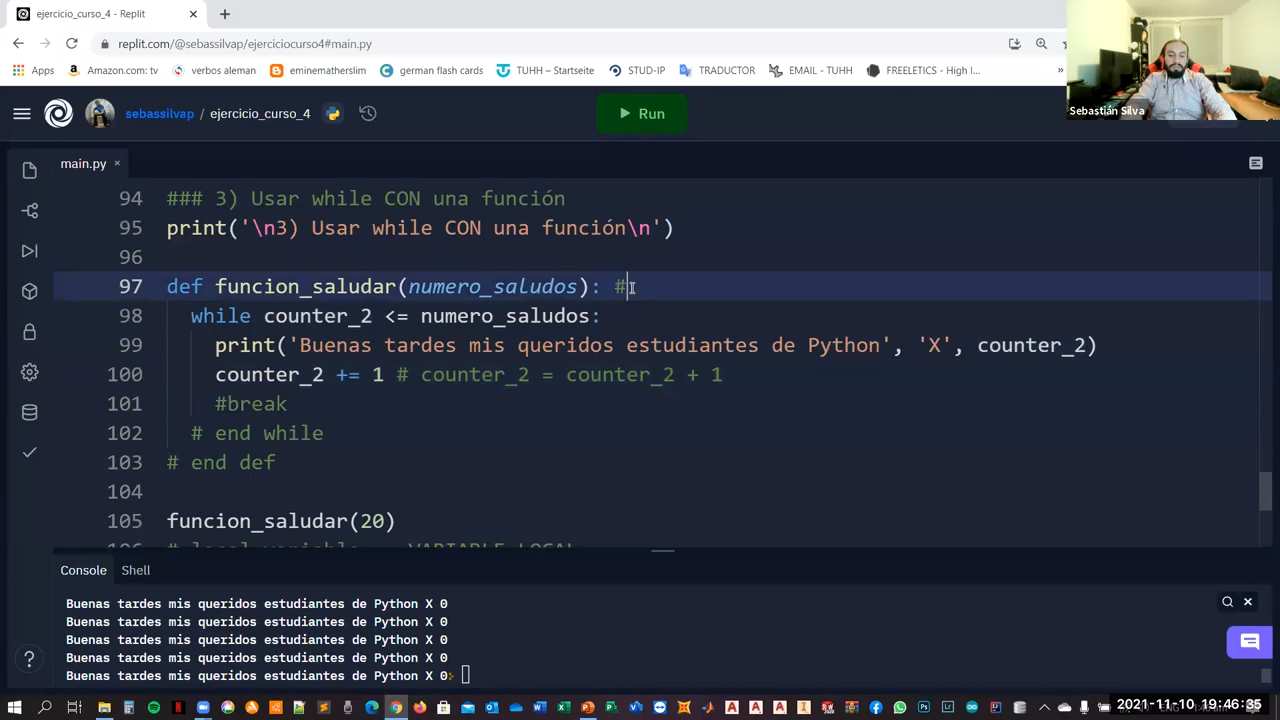 ejercicio_curso_4 - Replit
replit.com/@sebassilvap/ejerciciocurso4#main.py
Apps Amazon.com: tv verbos aleman eminematherslim german flash cards TUHH – Startseite STUD-IP TRADUCTOR EMAIL - TUHH FREELETICS - High I... »
Sebastián Silva
sebassilvap / ejercicio_curso_4
Run
main.py
94 ### 3) Usar while CON una función
95 print('\n3) Usar while CON una función\n')
96
97 def funcion_saludar(numero_saludos): #
98 while counter_2 <= numero_saludos:
99 print('Buenas tardes mis queridos estudiantes de Python', 'X', counter_2)
100 counter_2 += 1 # counter_2 = counter_2 + 1
101 #break
102 # end while
103 # end def
104
105 funcion_saludar(20)
Console Shell
Buenas tardes mis queridos estudiantes de Python X 0
Buenas tardes mis queridos estudiantes de Python X 0
Buenas tardes mis queridos estudiantes de Python X 0
Buenas tardes mis queridos estudiantes de Python X 0
Buenas tardes mis queridos estudiantes de Python X 0
2021-11-10 19:46:35